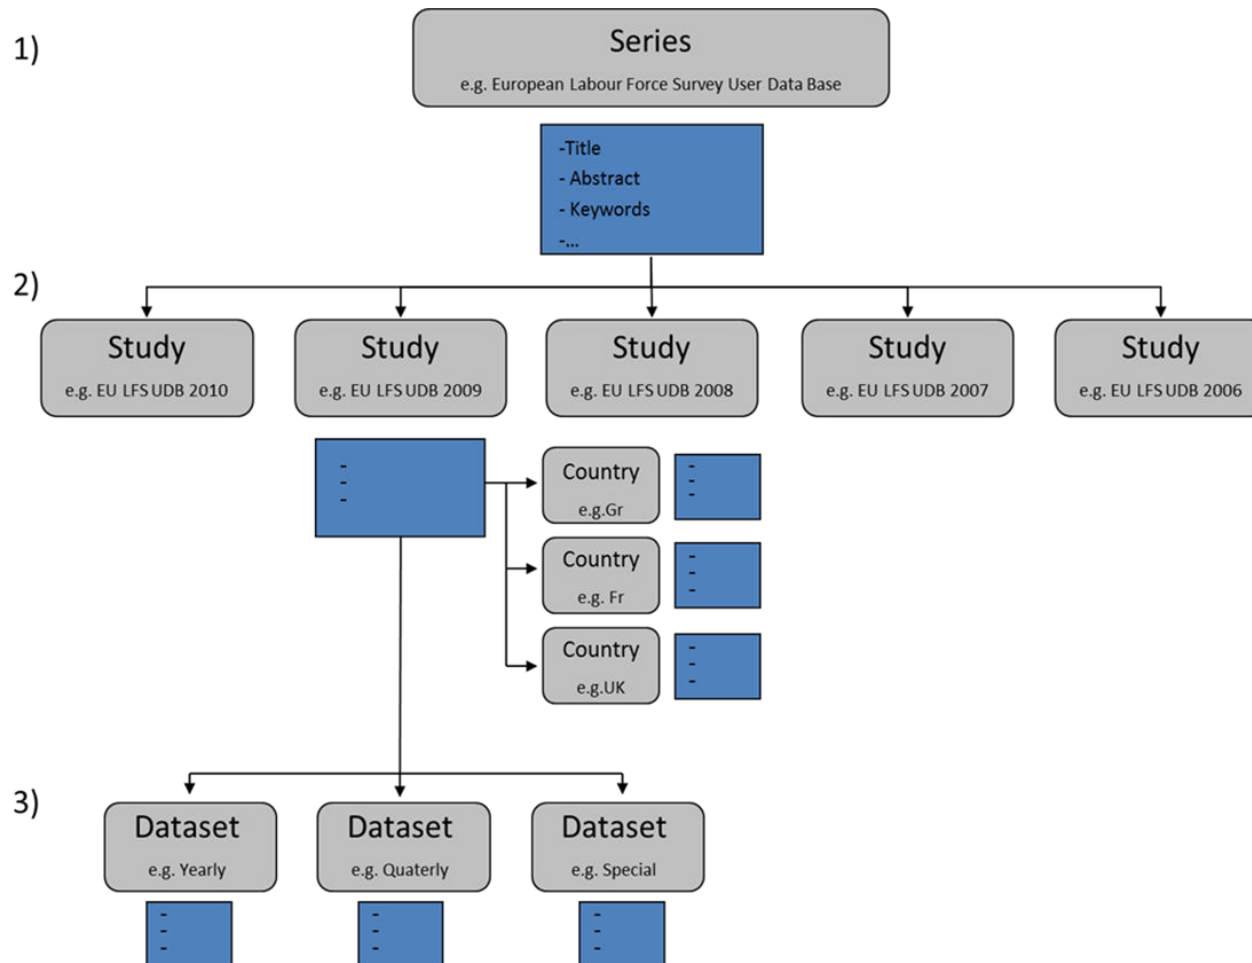 1)
Series
e.g. European Labour Force Survey User Data Base
-Title
- Abstract
- Keywords
-...
2)
Study
e.g. EU LFS UDB 2010
Study
e.g. EU LFS UDB 2009
Study
e.g. EU LFS UDB 2008
Study
e.g. EU LFS UDB 2007
Study
e.g. EU LFS UDB 2006
-
-
-
Country
e.g.Gr
-
-
-
Country
e.g. Fr
-
-
-
Country
e.g.UK
-
-
-
3)
Dataset
e.g. Yearly
-
-
-
Dataset
e.g. Quaterly
-
-
-
Dataset
e.g. Special
-
-
-